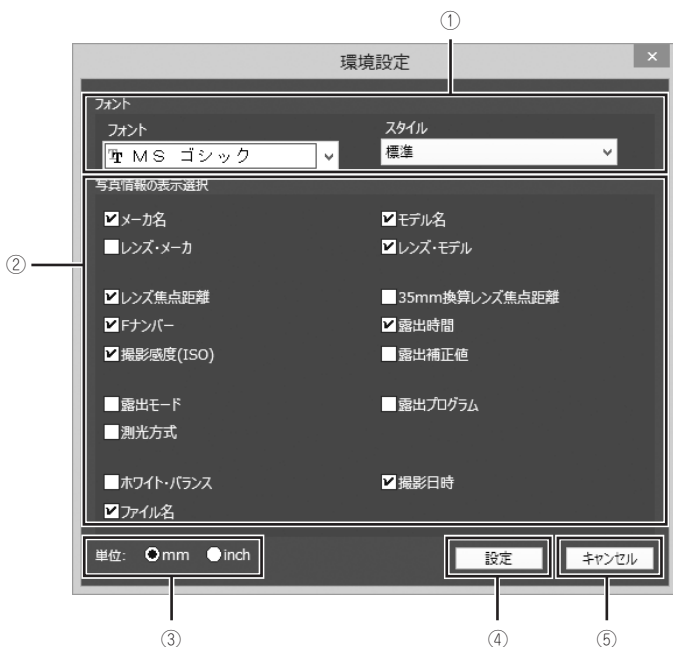 ①
環境設定
×
フォント
フォント スタイル
MS ゴシック 標準
写真情報の表示選択
メーカ名 モデル名
②
レンズ・メーカ レンズ・モデル
レンズ焦点距離 35mm換算レンズ焦点距離
Fナンバー 露出時間
撮影感度(ISO) 露出補正値
露出モード 露出プログラム
測光方式
ホワイト・バランス 撮影日時
ファイル名
単位: mm inch 設定 キャンセル
③ ④ ⑤